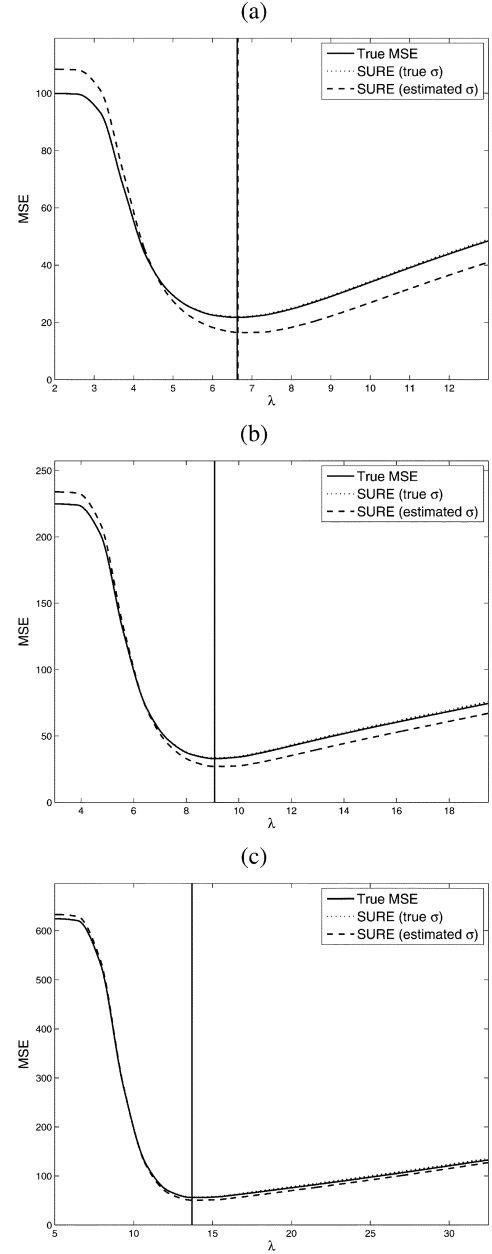 (a)
True MSE
SURE (true σ)
SURE (estimated σ)
100
80
60
40
20
0
MSE
2 3 4 5 6 7 8 9 10 11 12
λ
(b)
True MSE
SURE (true σ)
SURE (estimated σ)
250
200
150
100
50
0
MSE
4 6 8 10 12 14 16 18
λ
(c)
True MSE
SURE (true σ)
SURE (estimated σ)
600
500
400
300
200
100
0
MSE
5 10 15 20 25 30
λ